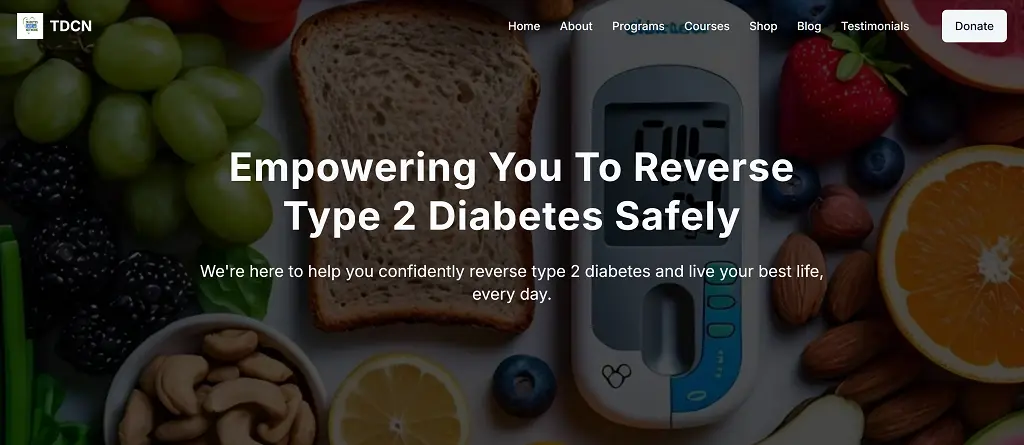 TDCN
Home About Programs Courses Shop Blog Testimonials Donate
Empowering You To Reverse
Type 2 Diabetes Safely
We're here to help you confidently reverse type 2 diabetes and live your best life,
every day.